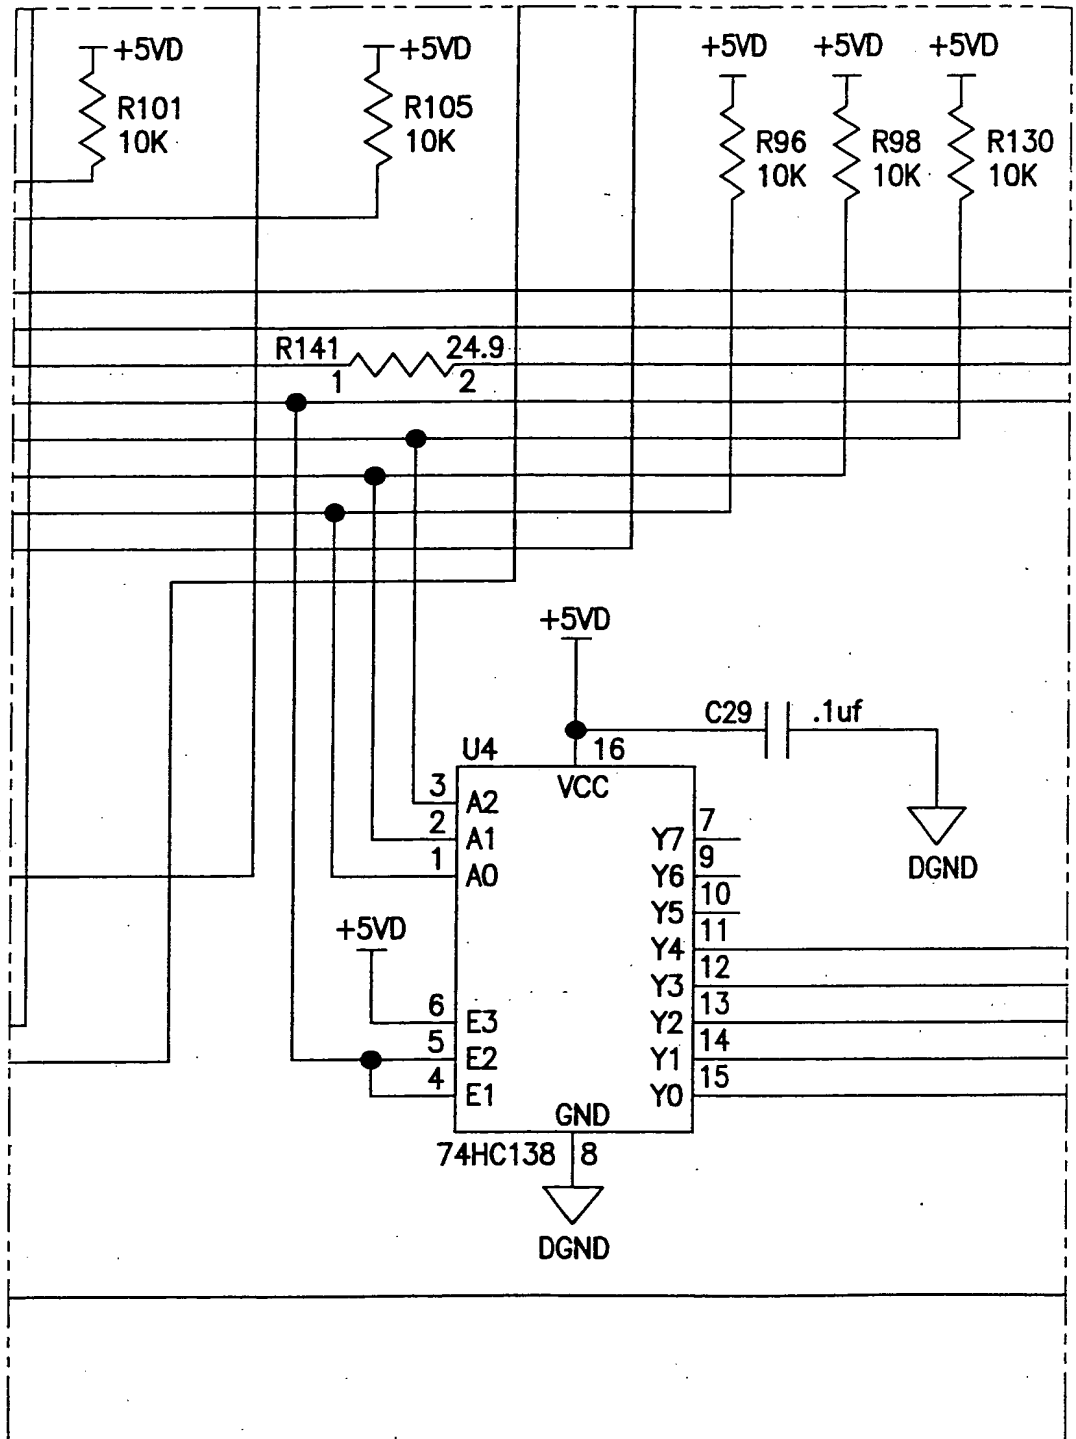 +5VD
R101
10K
+5VD
R105
10K
+5VD
R96
10K
+5VD
R98
10K
+5VD
R130
10K
R141
24.9
1
2
+5VD
C29
.1uf
DGND
U4
16
VCC
3
A2
2
A1
1
A0
+5VD
6
E3
5
E2
4
E1
Y7
7
Y6
9
Y5
10
Y4
11
Y3
12
Y2
13
Y1
14
Y0
15
GND
74HC138
8
DGND